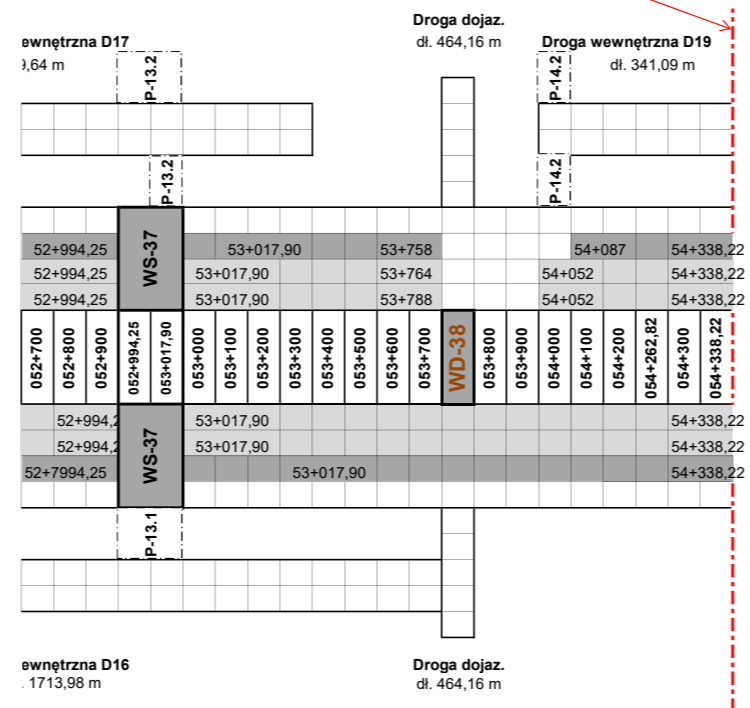 Droga dojaz.
dł. 464,16 m
ewnętrzna D17
9,64 m
Droga wewnętrzna D19
dł. 341,09 m
P-13.2
P-14.2
P-13.2
P-14.2
WS-37
52+994,25 53+017,90 53+758 54+087 54+338,22
52+994,25 53+017,90 53+764 54+052 54+338,22
52+994,25 53+017,90 53+788 54+052 54+338,22
052+700 052+800 052+900 052+994,25 053+017,90 053+000 053+100 053+200 053+300 053+400 053+500 053+600 053+700 WD-38 053+800 053+900 054+000 054+100 054+200 054+262,82 054+300 054+338,22
52+994,2 53+017,90 54+338,22
52+994,2 53+017,90 54+338,22
WS-37
52+7994,25 53+017,90 54+338,22
P-13.1
ewnętrzna D16
. 1713,98 m
Droga dojaz.
dł. 464,16 m